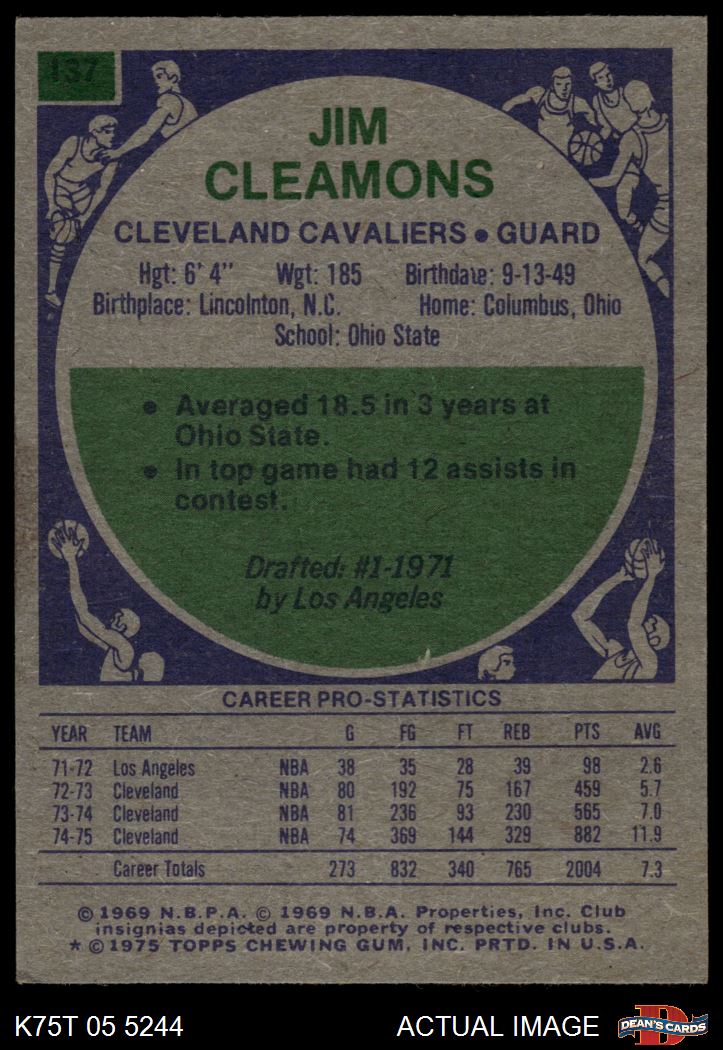 137
JIM
CLEAMONS
CLEVELAND CAVALIERS • GUARD
Hgt: 6' 4" Wgt: 185 Birthdate: 9-13-49
Birthplace: Lincolnton, N.C. Home: Columbus, Ohio
School: Ohio State
• Averaged 18.5 in 3 years at
Ohio State.
• In top game had 12 assists in
contest.
Drafted: #1-1971
by Los Angeles
CAREER PRO-STATISTICS
YEAR TEAM G FG FT REB PTS AVG
71-72 Los Angeles NBA 38 35 28 39 98 2.6
72-73 Cleveland NBA 80 192 75 167 459 5.7
73-74 Cleveland NBA 81 236 93 230 565 7.0
74-75 Cleveland NBA 74 369 144 329 882 11.9
Career Totals 273 832 340 765 2004 7.3
© 1969 N.B.P.A. © 1969 N.B.A. Properties, Inc. Club
insignias depicted are property of respective clubs.
* © 1975 TOPPS CHEWING GUM, INC. PRTD. IN U.S.A.
K75T 05 5244 ACTUAL IMAGE D DEAN'S CARDS